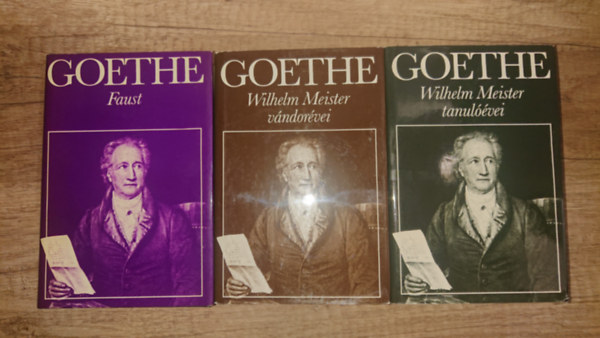 GOETHE
Faust
GOETHE
Wilhelm Meister
vándorévei
GOETHE
Wilhelm Meister
tanulóévei